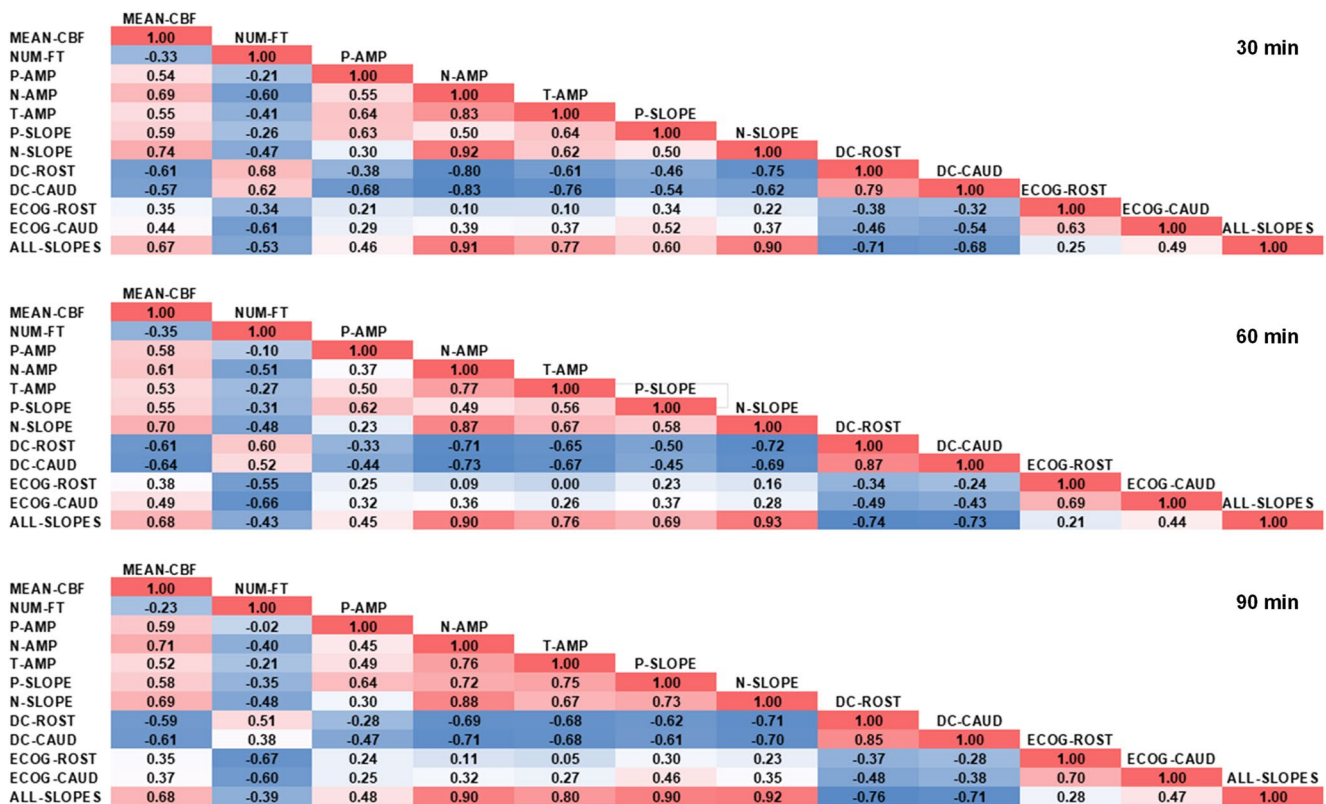 MEAN-CBF
MEAN-CBF 1.00 NUM-FT
30 min
NUM-FT -0.33 1.00 P-AMP
P-AMP 0.54 -0.21 1.00 N-AMP
N-AMP 0.69 -0.60 0.55 1.00 T-AMP
T-AMP 0.55 -0.41 0.64 0.83 1.00 P-SLOPE
P-SLOPE 0.59 -0.26 0.63 0.50 0.64 1.00 N-SLOPE
N-SLOPE 0.74 -0.47 0.30 0.92 0.62 0.50 1.00 DC-ROST
DC-ROST -0.61 0.68 -0.38 -0.80 -0.61 -0.46 -0.75 1.00 DC-CAUD
DC-CAUD -0.57 0.62 -0.68 -0.83 -0.76 -0.54 -0.62 0.79 1.00 ECOG-ROST
ECOG-ROST 0.35 -0.34 0.21 0.10 0.10 0.34 0.22 -0.38 -0.32 1.00 ECOG-CAUD
ECOG-CAUD 0.44 -0.61 0.29 0.39 0.37 0.52 0.37 -0.46 -0.54 0.63 1.00 ALL-SLOPES
ALL-SLOPES 0.67 -0.53 0.46 0.91 0.77 0.60 0.90 -0.71 -0.68 0.25 0.49 1.00
MEAN-CBF
MEAN-CBF 1.00 NUM-FT
NUM-FT -0.35 1.00 P-AMP
60 min
P-AMP 0.58 -0.10 1.00 N-AMP
N-AMP 0.61 -0.51 0.37 1.00 T-AMP
T-AMP 0.53 -0.27 0.50 0.77 1.00 P-SLOPE
P-SLOPE 0.55 -0.31 0.62 0.49 0.56 1.00 N-SLOPE
N-SLOPE 0.70 -0.48 0.23 0.87 0.67 0.58 1.00 DC-ROST
DC-ROST -0.61 0.60 -0.33 -0.71 -0.65 -0.50 -0.72 1.00 DC-CAUD
DC-CAUD -0.64 0.52 -0.44 -0.73 -0.67 -0.45 -0.69 0.87 1.00 ECOG-ROST
ECOG-ROST 0.38 -0.55 0.25 0.09 0.00 0.23 0.16 -0.34 -0.24 1.00 ECOG-CAUD
ECOG-CAUD 0.49 -0.66 0.32 0.36 0.26 0.37 0.28 -0.49 -0.43 0.69 1.00 ALL-SLOPES
ALL-SLOPES 0.68 -0.43 0.45 0.90 0.76 0.69 0.93 -0.74 -0.73 0.21 0.44 1.00
MEAN-CBF
MEAN-CBF 1.00 NUM-FT
NUM-FT -0.23 1.00 P-AMP
90 min
P-AMP 0.59 -0.02 1.00 N-AMP
N-AMP 0.71 -0.40 0.45 1.00 T-AMP
T-AMP 0.52 -0.21 0.49 0.76 1.00 P-SLOPE
P-SLOPE 0.58 -0.35 0.64 0.72 0.75 1.00 N-SLOPE
N-SLOPE 0.69 -0.48 0.30 0.88 0.67 0.73 1.00 DC-ROST
DC-ROST -0.59 0.51 -0.28 -0.69 -0.68 -0.62 -0.71 1.00 DC-CAUD
DC-CAUD -0.61 0.38 -0.47 -0.71 -0.68 -0.61 -0.70 0.85 1.00 ECOG-ROST
ECOG-ROST 0.35 -0.67 0.24 0.11 0.05 0.30 0.23 -0.37 -0.28 1.00 ECOG-CAUD
ECOG-CAUD 0.37 -0.60 0.25 0.32 0.27 0.46 0.35 -0.48 -0.38 0.70 1.00 ALL-SLOPES
ALL-SLOPES 0.68 -0.39 0.48 0.90 0.80 0.90 0.92 -0.76 -0.71 0.28 0.47 1.00